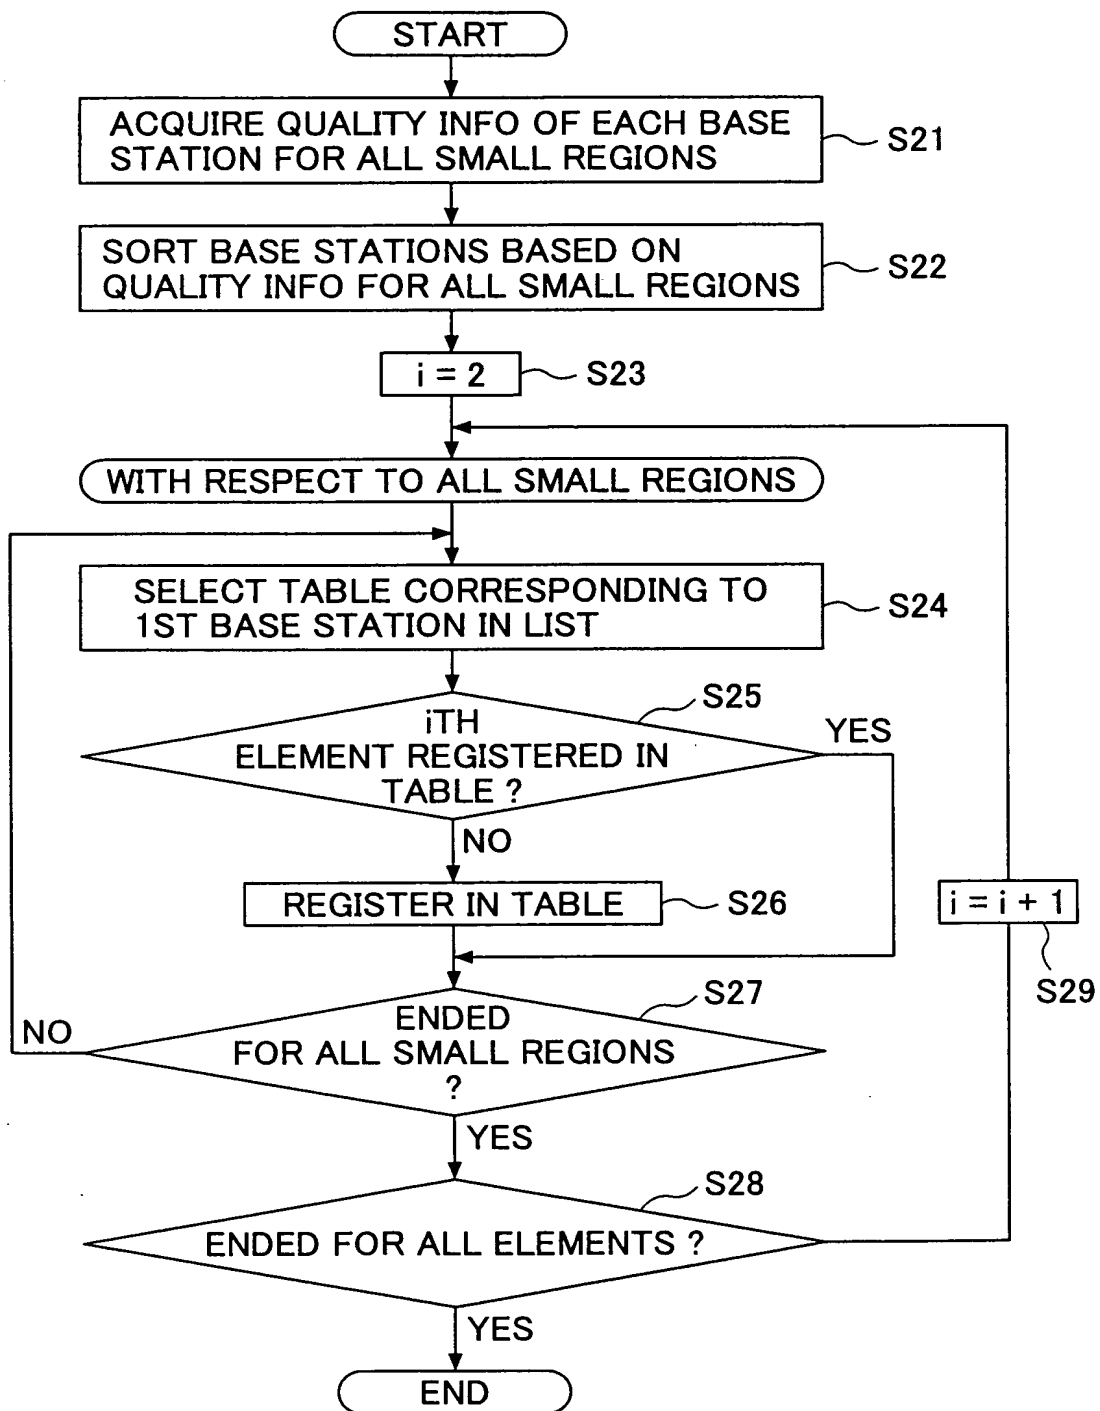 START
ACQUIRE QUALITY INFO OF EACH BASE
STATION FOR ALL SMALL REGIONS
S21
SORT BASE STATIONS BASED ON
QUALITY INFO FOR ALL SMALL REGIONS
S22
i = 2
S23
WITH RESPECT TO ALL SMALL REGIONS
SELECT TABLE CORRESPONDING TO
1ST BASE STATION IN LIST
S24
S25
iTH
ELEMENT REGISTERED IN
TABLE ?
YES
NO
REGISTER IN TABLE
S26
i = i + 1
S29
S27
ENDED
FOR ALL SMALL REGIONS
?
NO
YES
S28
ENDED FOR ALL ELEMENTS ?
YES
END